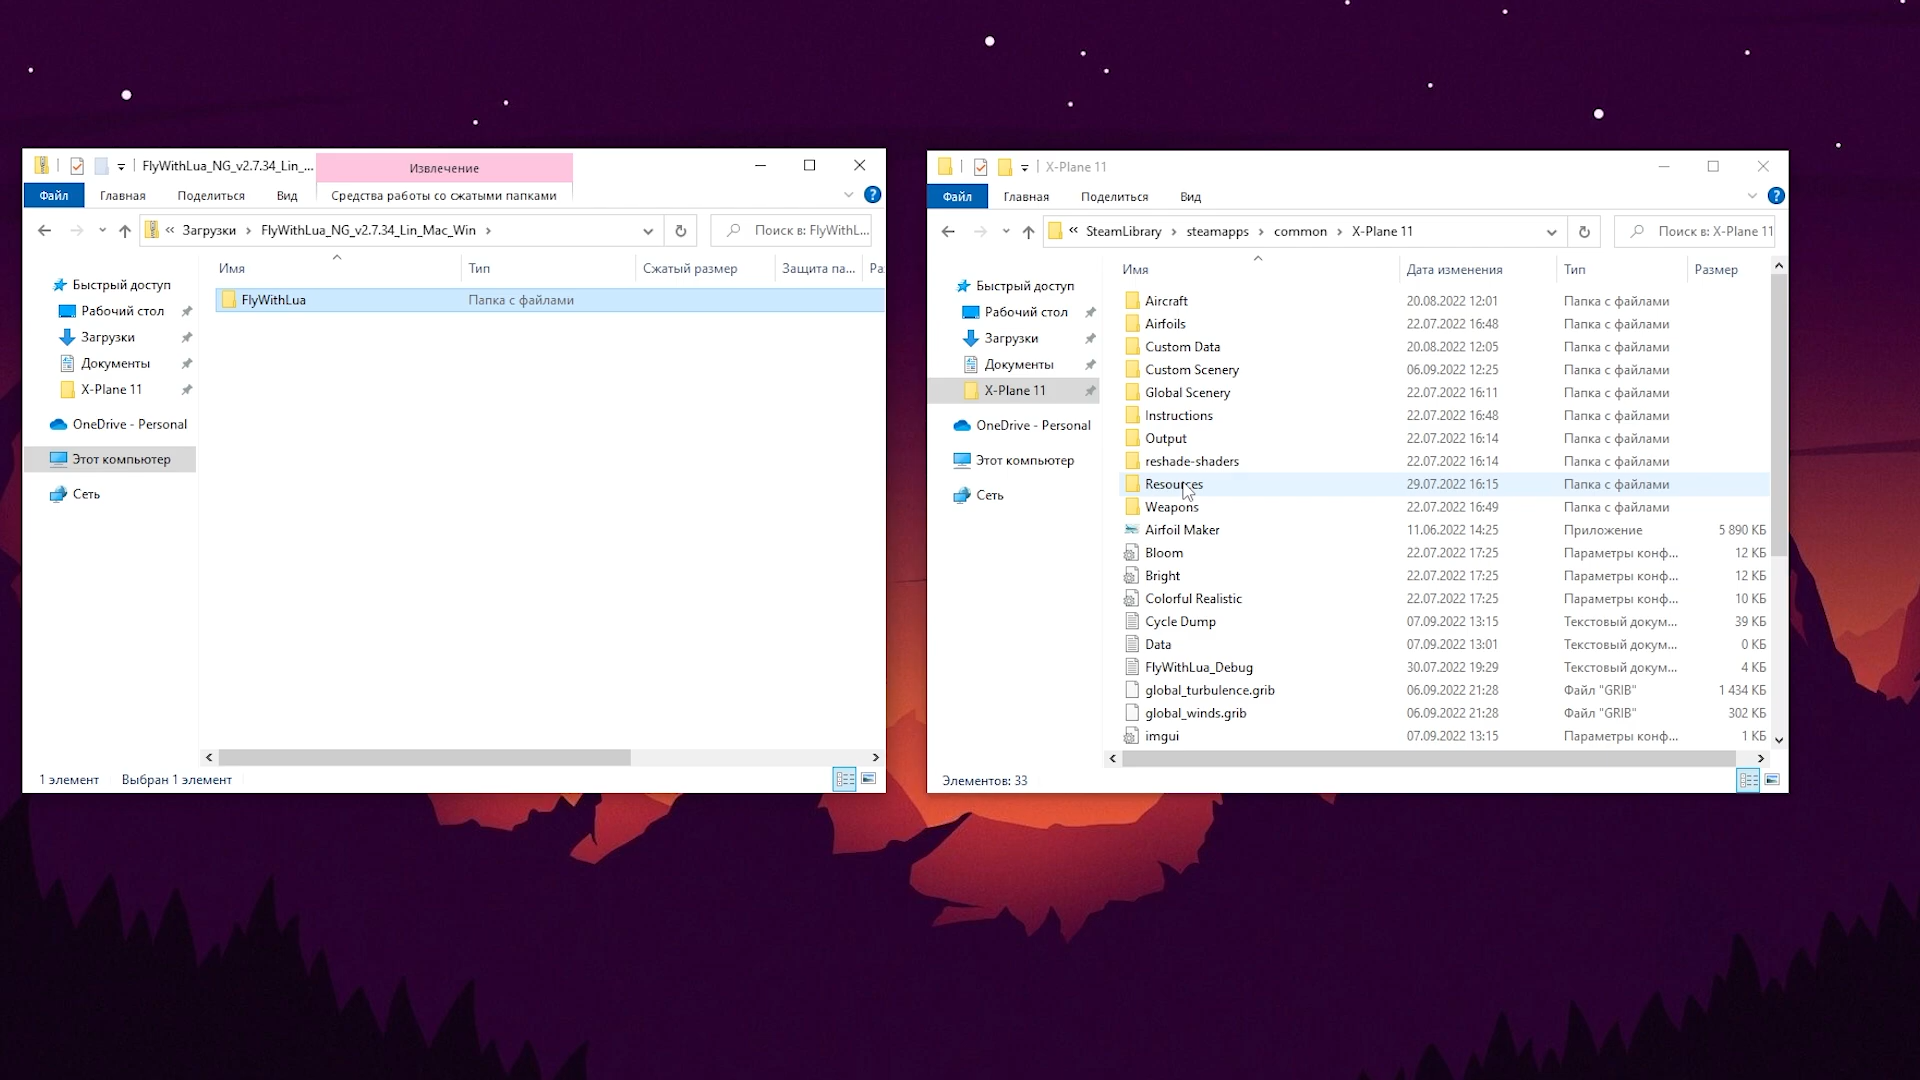 FlyWithLua_NG_v2.7.34_Lin_...
Извлечение
Файл Главная Поделиться Вид Средства работы со сжатыми папками
Загрузки FlyWithLua_NG_v2.7.34_Lin_Mac_Win Поиск в: FlyWithL...
Имя Тип Сжатый размер Защита па... Ра
FlyWithLua Папка с файлами
Быстрый доступ
Рабочий стол
Загрузки
Документы
X-Plane 11
OneDrive - Personal
Этот компьютер
Сеть
1 элемент Выбран 1 элемент
X-Plane 11
Файл Главная Поделиться Вид
SteamLibrary steamapps common X-Plane 11 Поиск в: X-Plane 11
Быстрый доступ
Рабочий стол
Загрузки
Документы
X-Plane 11
OneDrive - Personal
Этот компьютер
Сеть
Имя Дата изменения Тип Размер
Aircraft 20.08.2022 12:01 Папка с файлами
Airfoils 22.07.2022 16:48 Папка с файлами
Custom Data 20.08.2022 12:05 Папка с файлами
Custom Scenery 06.09.2022 12:25 Папка с файлами
Global Scenery 22.07.2022 16:11 Папка с файлами
Instructions 22.07.2022 16:48 Папка с файлами
Output 22.07.2022 16:14 Папка с файлами
reshade-shaders 22.07.2022 16:14 Папка с файлами
Resources 29.07.2022 16:15 Папка с файлами
Weapons 22.07.2022 16:49 Папка с файлами
Airfoil Maker 11.06.2022 14:25 Приложение 5 890 КБ
Bloom 22.07.2022 17:25 Параметры конф... 12 КБ
Bright 22.07.2022 17:25 Параметры конф... 12 КБ
Colorful Realistic 22.07.2022 17:25 Параметры конф... 10 КБ
Cycle Dump 07.09.2022 13:15 Текстовый докум... 39 КБ
Data 07.09.2022 13:01 Текстовый докум... 0 КБ
FlyWithLua_Debug 30.07.2022 19:29 Текстовый докум... 4 КБ
global_turbulence.grib 06.09.2022 21:28 Файл "GRIB" 1 434 КБ
global_winds.grib 06.09.2022 21:28 Файл "GRIB" 302 КБ
imgui 07.09.2022 13:15 Параметры конф... 1 КБ
Элементов: 33